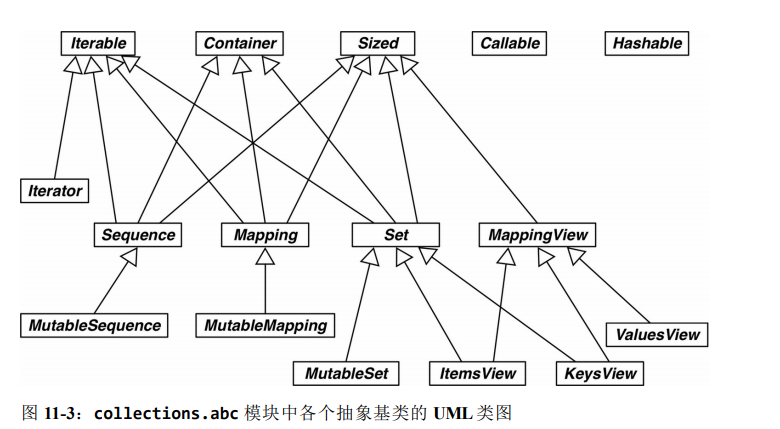 Iterable Container Sized Callable Hashable
Iterator
Sequence Mapping Set MappingView
MutableSequence MutableMapping
ValuesView
MutableSet ItemsView KeysView
图 11-3：collections.abc 模块中各个抽象基类的 UML 类图